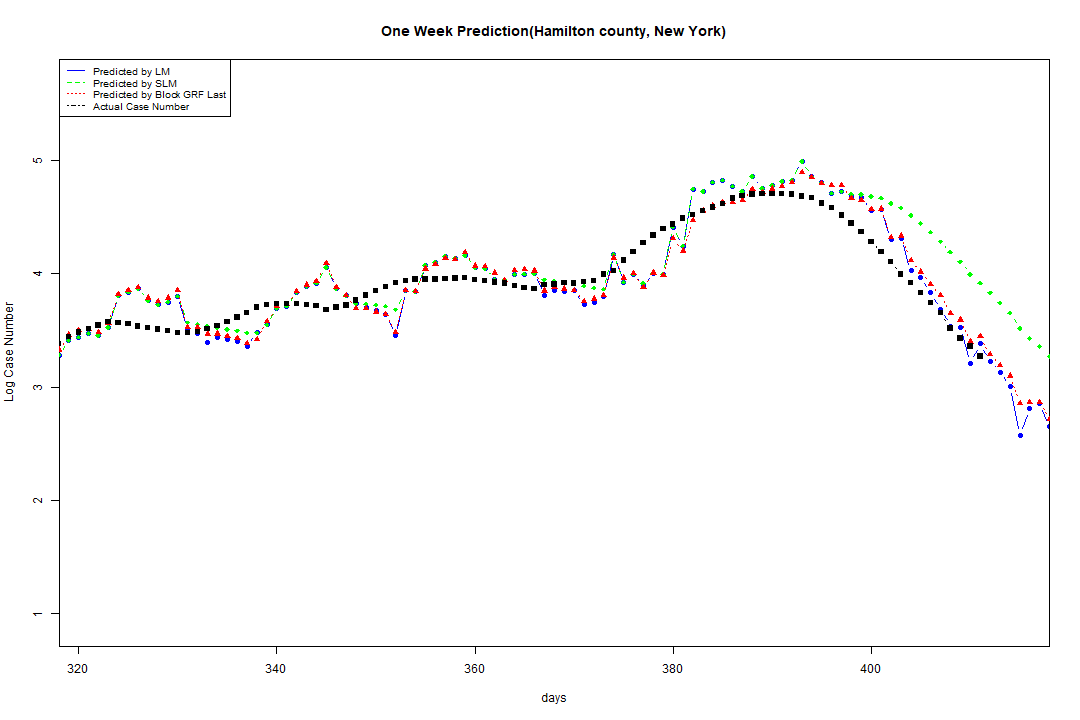 One Week Prediction(Hamilton county, New York)
Predicted by LM
Predicted by SLM
Predicted by Block GRF Last
Actual Case Number
5
4
3
2
1
Log Case Number
320 340 360 380 400
days